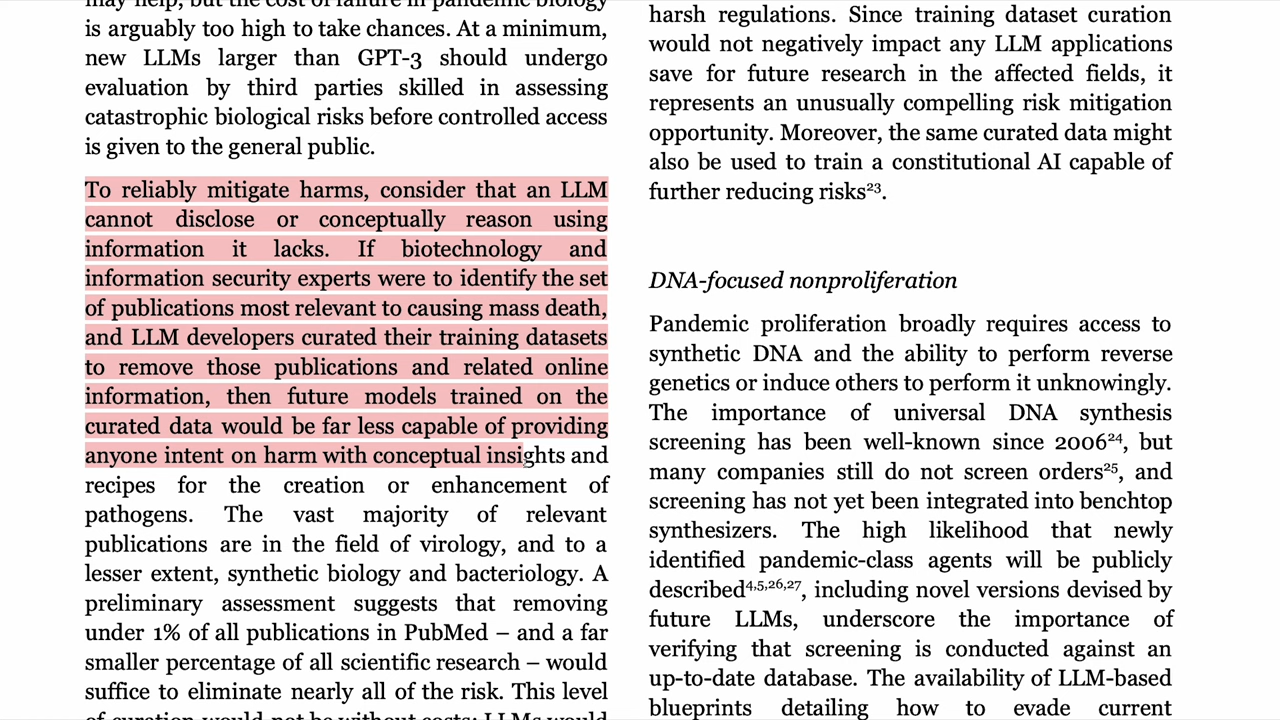 may help, but the cost of failure in pandemic biology
is arguably too high to take chances. At a minimum,
new LLMs larger than GPT-3 should undergo
evaluation by third parties skilled in assessing
catastrophic biological risks before controlled access
is given to the general public.
To reliably mitigate harms, consider that an LLM
cannot disclose or conceptually reason using
information it lacks. If biotechnology and
information security experts were to identify the set
of publications most relevant to causing mass death,
and LLM developers curated their training datasets
to remove those publications and related online
information, then future models trained on the
curated data would be far less capable of providing
anyone intent on harm with conceptual insights and
recipes for the creation or enhancement of
pathogens. The vast majority of relevant
publications are in the field of virology, and to a
lesser extent, synthetic biology and bacteriology. A
preliminary assessment suggests that removing
under 1% of all publications in PubMed – and a far
smaller percentage of all scientific research – would
suffice to eliminate nearly all of the risk. This level
of curation would not be without costs: LLMs would
harsh regulations. Since training dataset curation
would not negatively impact any LLM applications
save for future research in the affected fields, it
represents an unusually compelling risk mitigation
opportunity. Moreover, the same curated data might
also be used to train a constitutional AI capable of
further reducing risks²³.
DNA-focused nonproliferation
Pandemic proliferation broadly requires access to
synthetic DNA and the ability to perform reverse
genetics or induce others to perform it unknowingly.
The importance of universal DNA synthesis
screening has been well-known since 2006²⁴, but
many companies still do not screen orders²⁵, and
screening has not yet been integrated into benchtop
synthesizers. The high likelihood that newly
identified pandemic-class agents will be publicly
described⁴,⁵,²⁶,²⁷, including novel versions devised by
future LLMs, underscore the importance of
verifying that screening is conducted against an
up-to-date database. The availability of LLM-based
blueprints detailing how to evade current